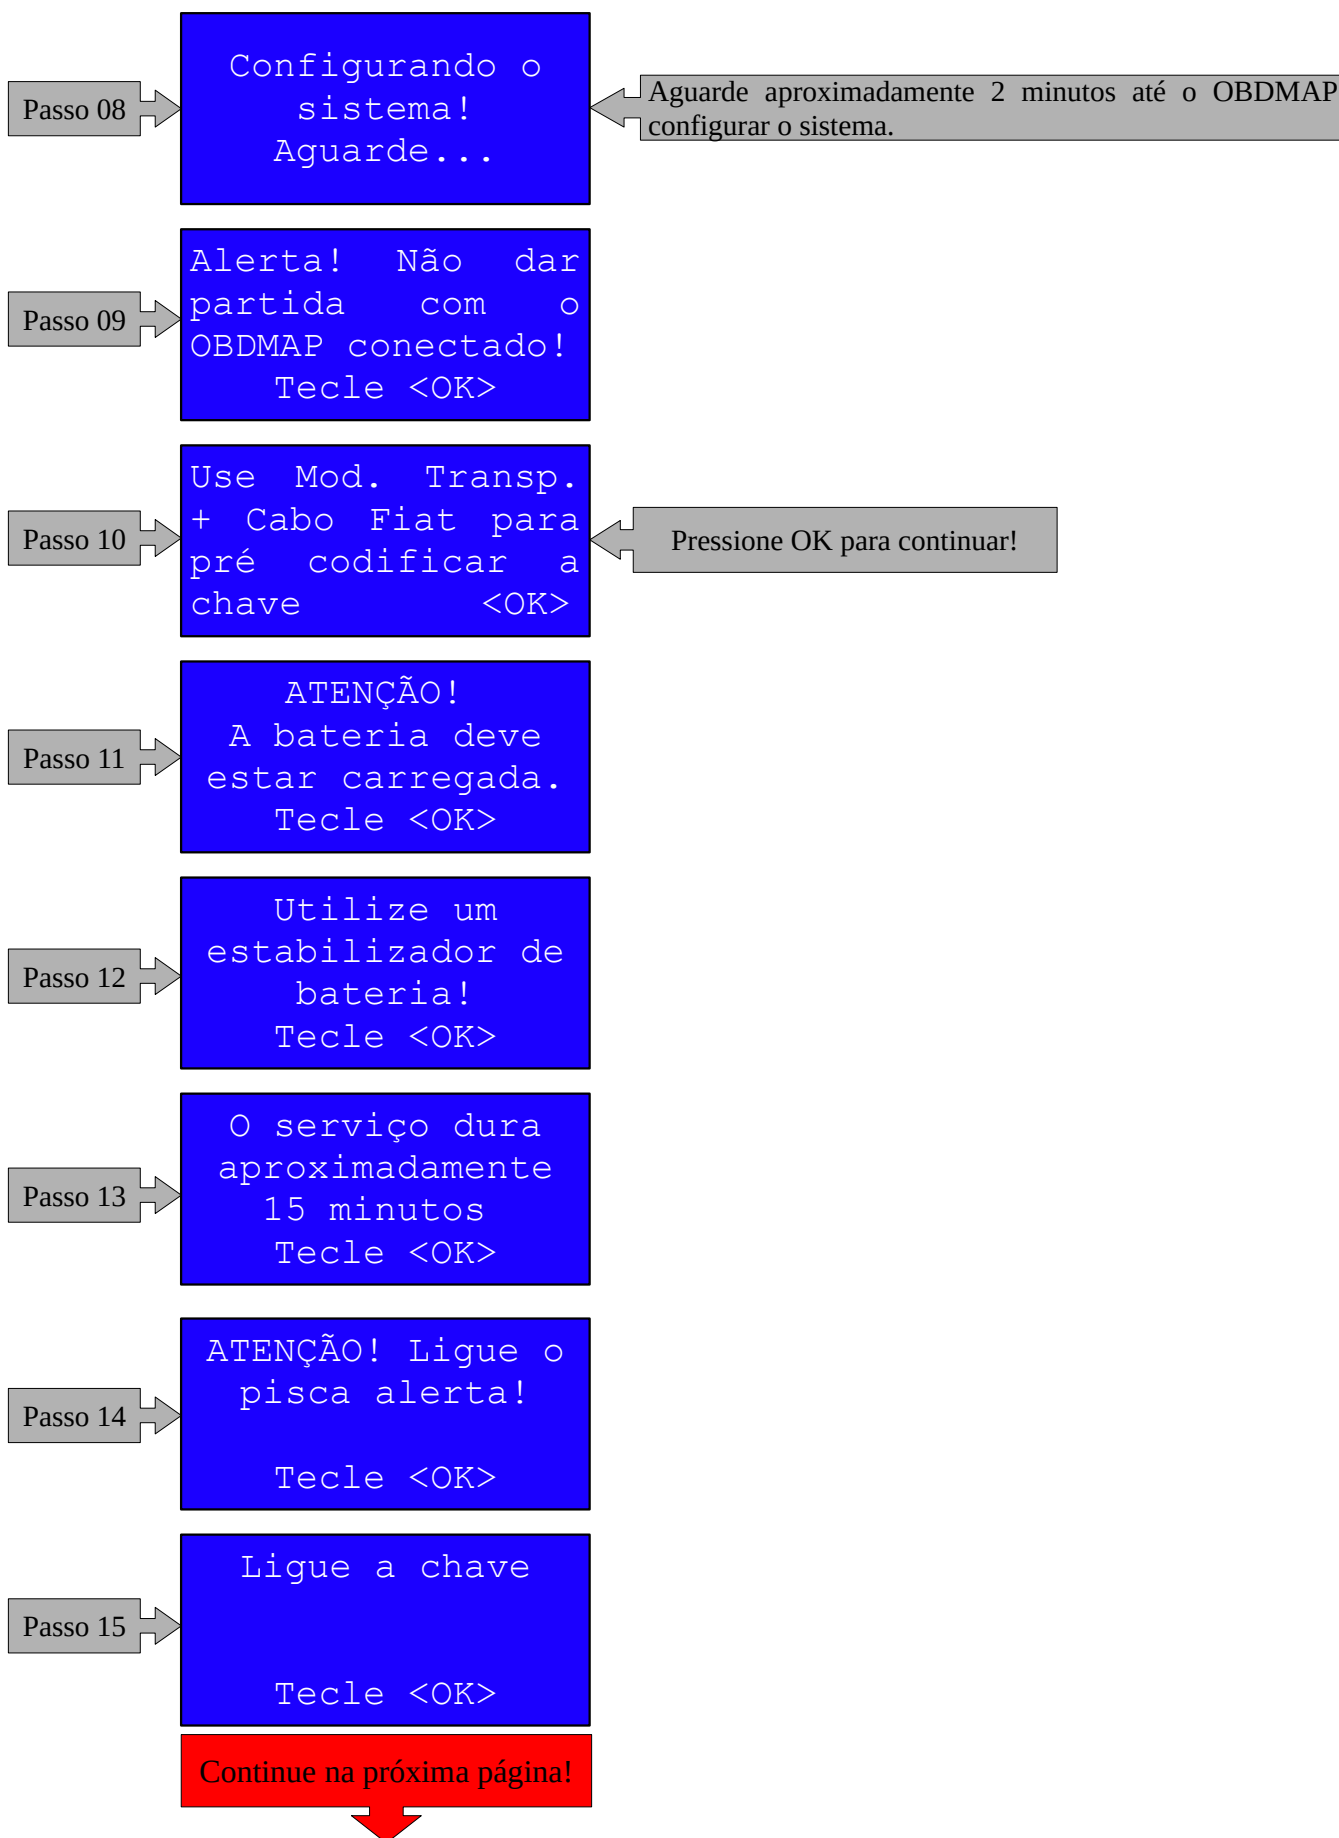 Passo 08
Configurando o
sistema!
Aguarde...
Aguarde aproximadamente 2 minutos até o OBDMAP
configurar o sistema.
Passo 09
Alerta! Não dar
partida com o
OBDMAP conectado!
Tecle <OK>
Passo 10
Use Mod. Transp.
+ Cabo Fiat para
pré codificar a
chave <OK>
Pressione OK para continuar!
Passo 11
ATENÇÃO!
A bateria deve
estar carregada.
Tecle <OK>
Passo 12
Utilize um
estabilizador de
bateria!
Tecle <OK>
Passo 13
O serviço dura
aproximadamente
15 minutos
Tecle <OK>
Passo 14
ATENÇÃO! Ligue o
pisca alerta!
Tecle <OK>
Passo 15
Ligue a chave
Tecle <OK>
Continue na próxima página!